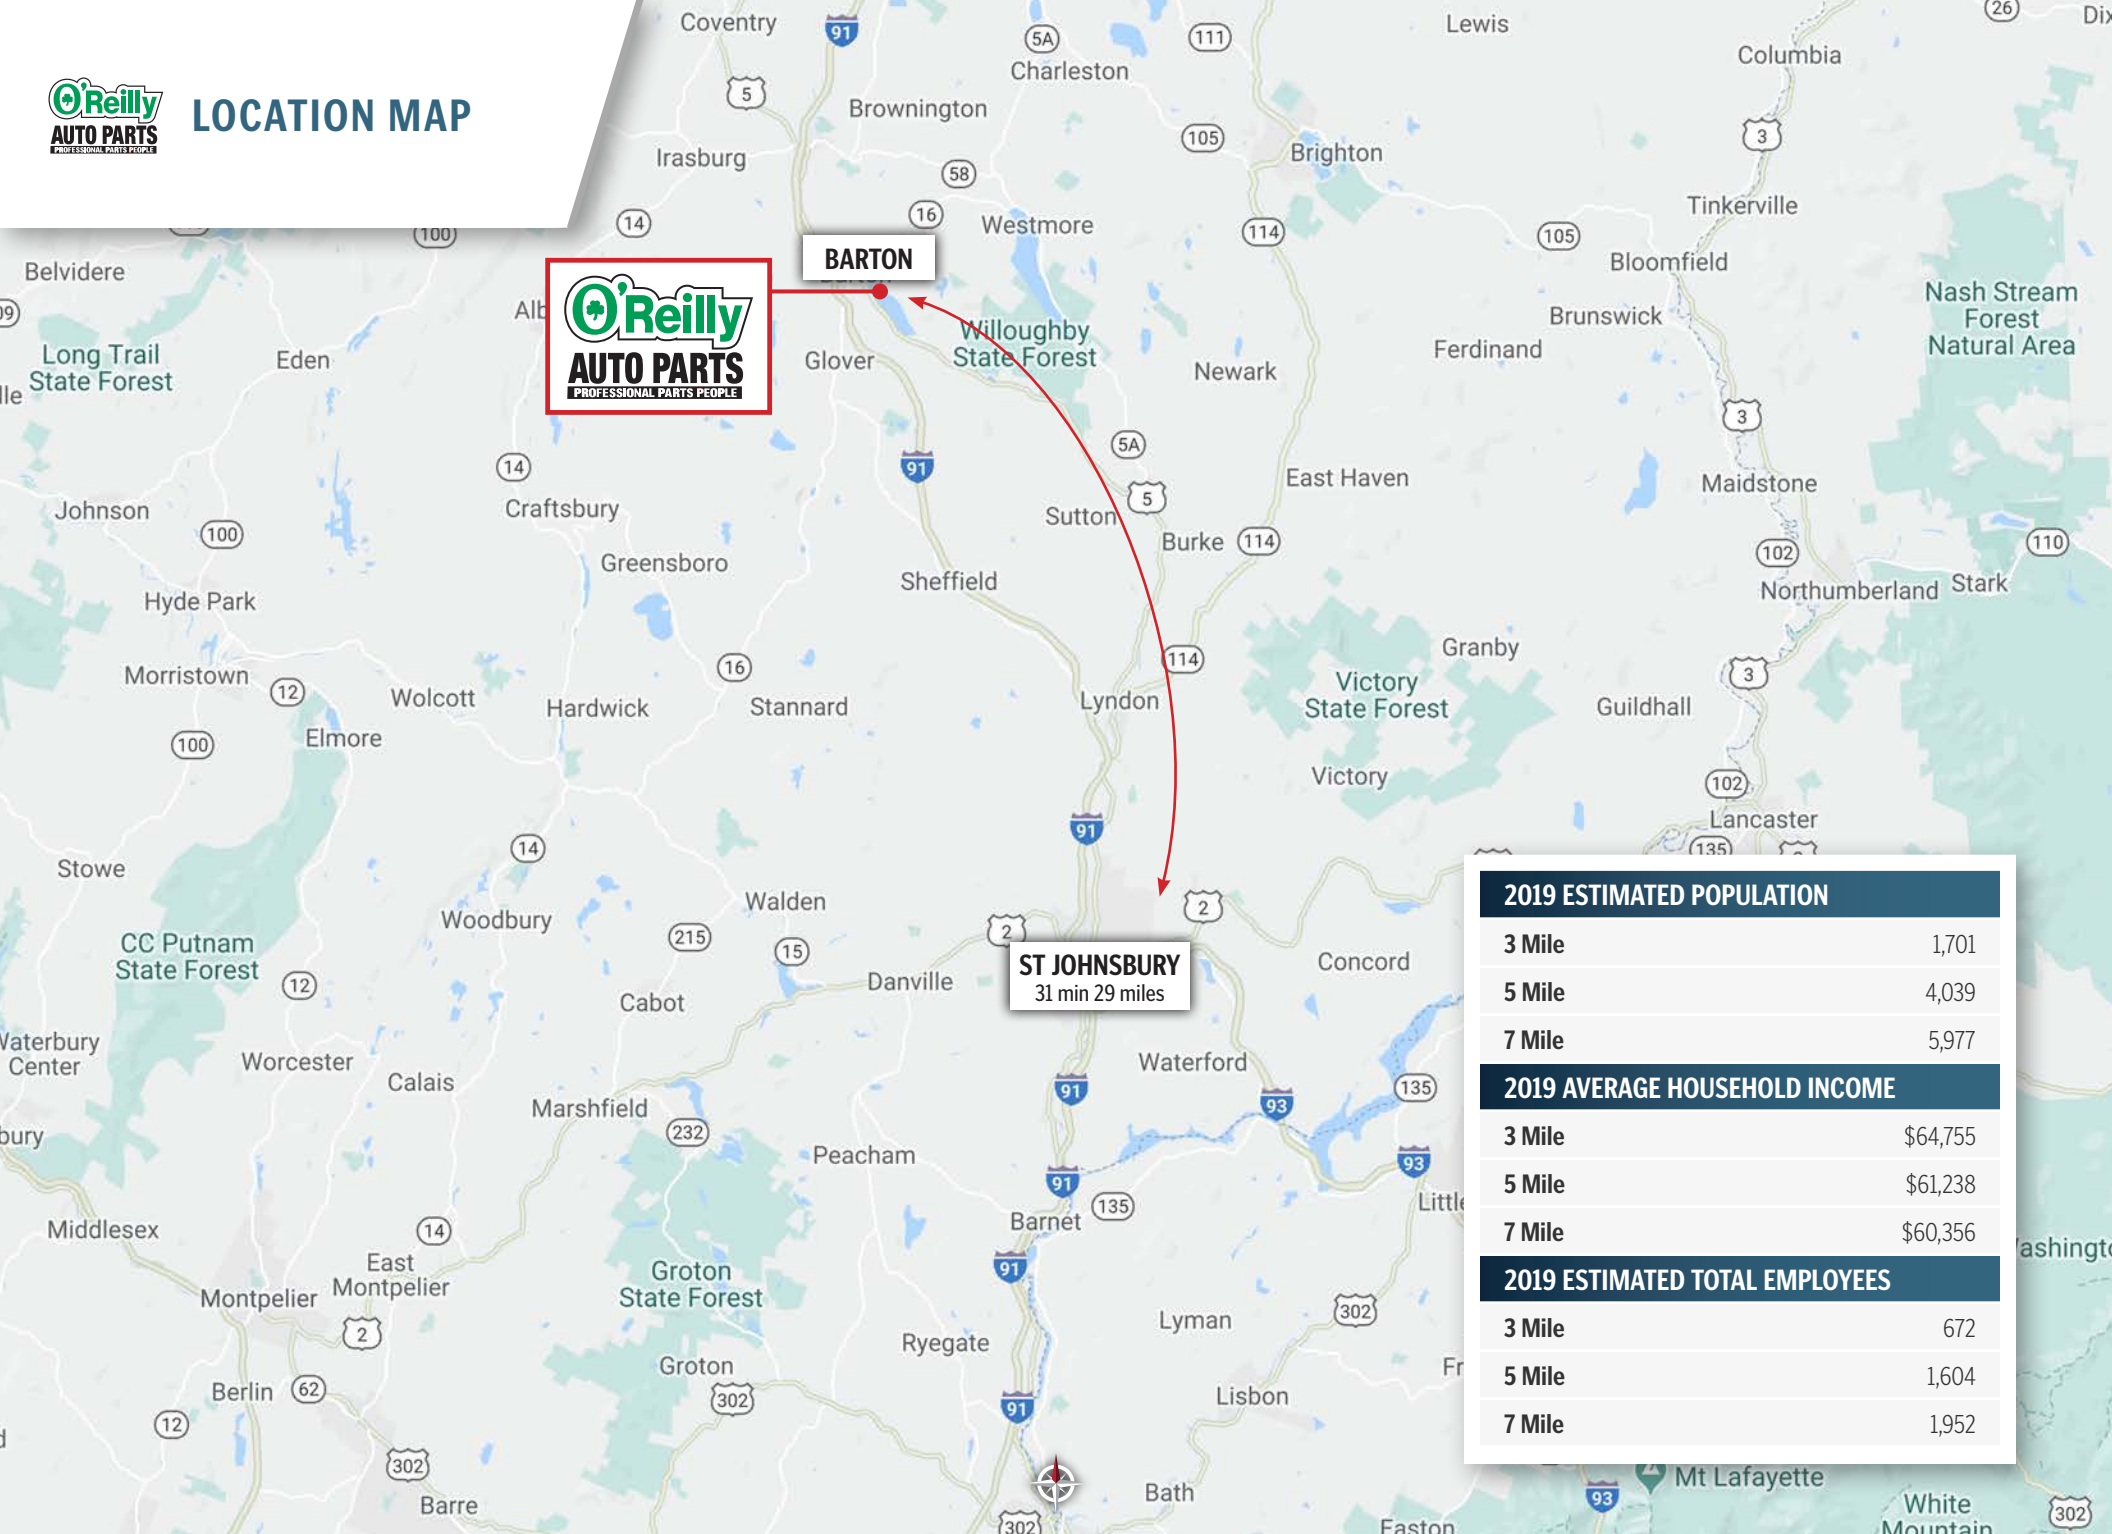 O'Reilly
AUTO PARTS
PROFESSIONAL PARTS PEOPLE
LOCATION MAP
Coventry
91
5A
111
Lewis
26
Columbia
Charleston
5
Brownington
105
3
Irasburg
Brighton
58
Tinkerville
16
Westmore
14
100
114
105
Belvidere
BARTON
Bloomfield
Nash Stream
Forest
Natural Area
O'Reilly
AUTO PARTS
PROFESSIONAL PARTS PEOPLE
Brunswick
Willoughby
State Forest
Long Trail
State Forest
Eden
Glover
Newark
Ferdinand
3
5A
14
91
East Haven
Maidstone
5
Johnson
Craftsbury
Sutton
100
Burke
114
102
110
Greensboro
Sheffield
Northumberland
Stark
Hyde Park
Granby
16
114
3
Morristown
12
Wolcott
Hardwick
Stannard
Lyndon
Victory
State Forest
Guildhall
100
Elmore
Victory
102
91
Lancaster
14
135
Stowe
Walden
2
Woodbury
215
15
2
CC Putnam
State Forest
12
Danville
ST JOHNSBURY
31 min 29 miles
Concord
Cabot
Center
Worcester
Calais
Waterford
91
93
135
Marshfield
232
Peacham
91
93
135
Middlesex
14
Barnet
East
Montpelier
91
Groton
State Forest
Montpelier
2
Lyman
302
Ryegate
Groton
Berlin
62
302
Lisbon
91
12
302
Barre
Bath
302
2019 ESTIMATED POPULATION
3 Mile 1,701
5 Mile 4,039
7 Mile 5,977
2019 AVERAGE HOUSEHOLD INCOME
3 Mile $64,755
5 Mile $61,238
7 Mile $60,356
2019 ESTIMATED TOTAL EMPLOYEES
3 Mile 672
5 Mile 1,604
7 Mile 1,952
Mt Lafayette
93
White
Mountain
302
Easton